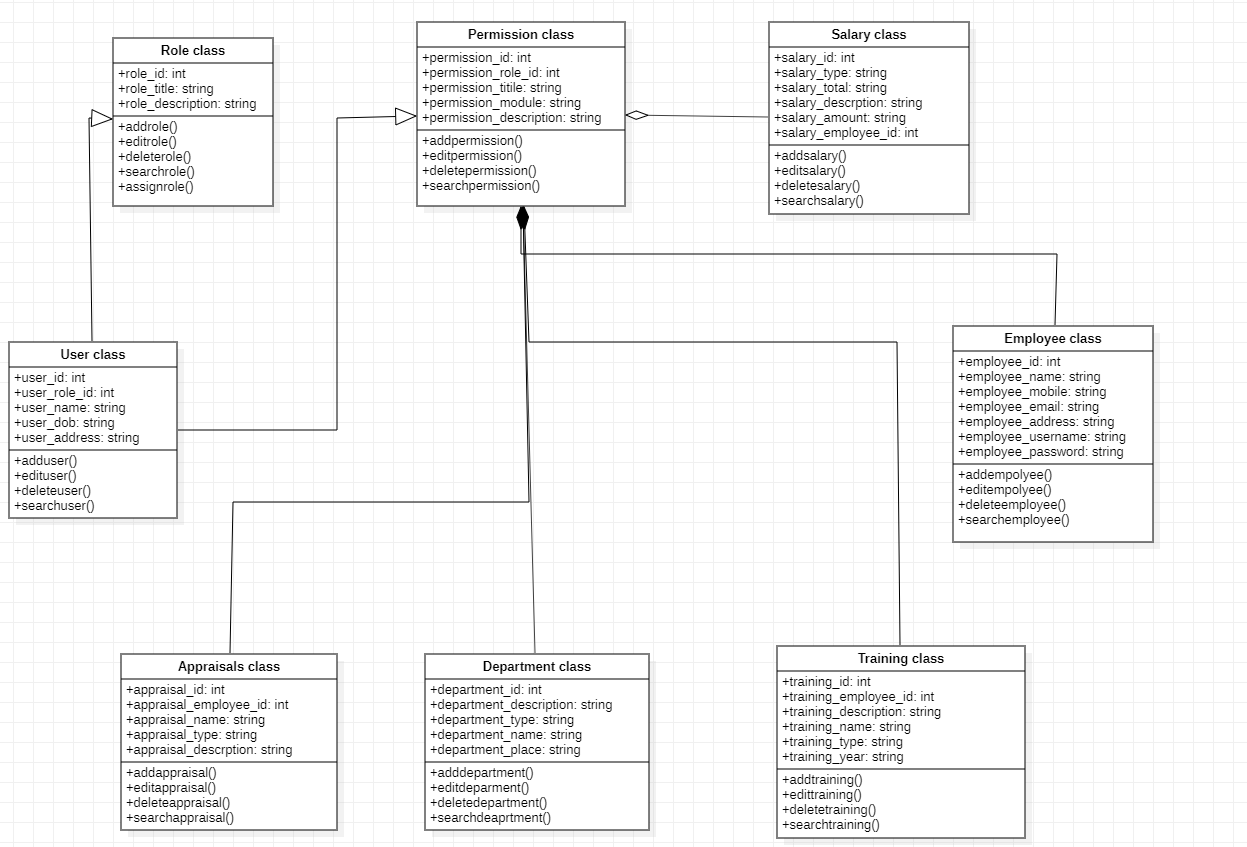 Role class
+role_id: int
+role_title: string
+role_description: string
+addrole()
+editrole()
+deleterole()
+searchrole()
+assignrole()
Permission class
+permission_id: int
+permission_role_id: int
+permission_titile: string
+permission_module: string
+permission_description: string
+addpermission()
+editpermission()
+deletepermission()
+searchpermission()
Salary class
+salary_id: int
+salary_type: string
+salary_total: string
+salary_descrption: string
+salary_amount: string
+salary_employee_id: int
+addsalary()
+editsalary()
+deletesalary()
+searchsalary()
User class
+user_id: int
+user_role_id: int
+user_name: string
+user_dob: string
+user_address: string
+adduser()
+edituser()
+deleteuser()
+searchuser()
Employee class
+employee_id: int
+employee_name: string
+employee_mobile: string
+employee_email: string
+employee_address: string
+employee_username: string
+employee_password: string
+addempolyee()
+editempolyee()
+deleteemployee()
+searchemployee()
Appraisals class
+appraisal_id: int
+appraisal_employee_id: int
+appraisal_name: string
+appraisal_type: string
+appraisal_descrption: string
+addappraisal()
+editappraisal()
+deleteappraisal()
+searchappraisal()
Department class
+department_id: int
+department_description: string
+department_type: string
+department_name: string
+department_place: string
+adddepartment()
+editdeparment()
+deletedepartment()
+searchdeaprtment()
Training class
+training_id: int
+training_employee_id: int
+training_description: string
+training_name: string
+training_type: string
+training_year: string
+addtraining()
+edittraining()
+deletetraining()
+searchtraining()